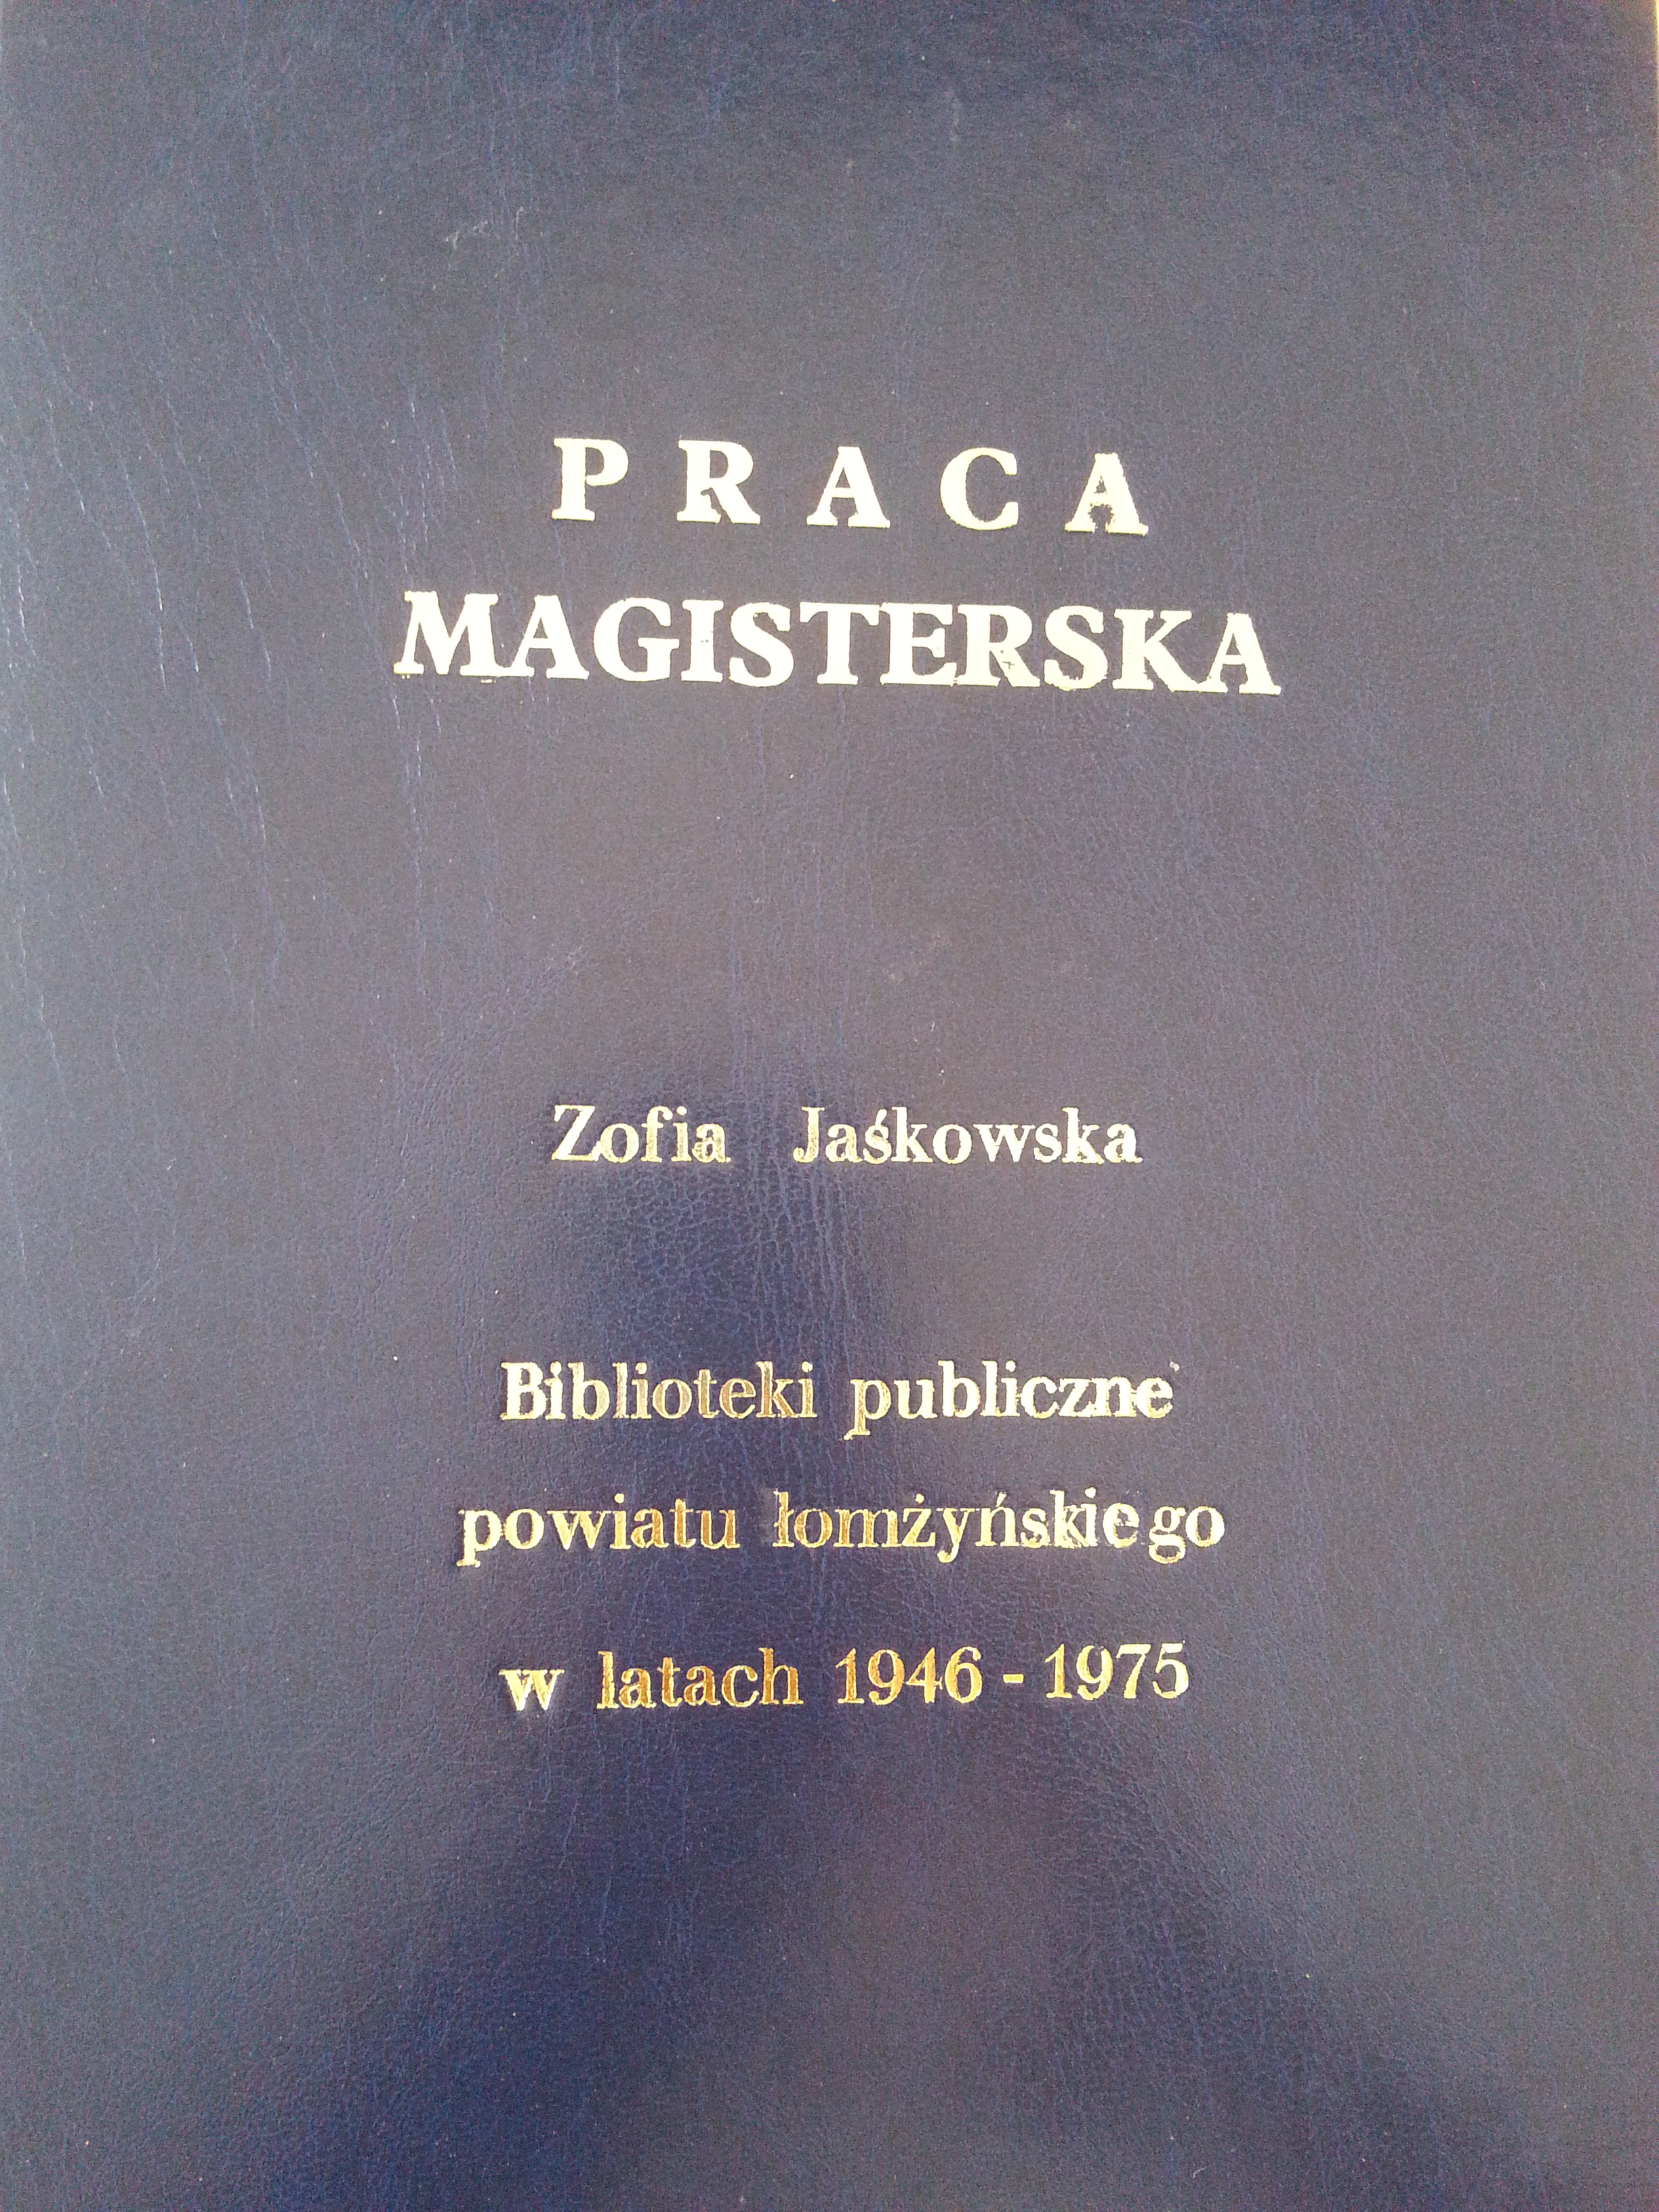 PRACA
MAGISTERSKA
Zofia Jaśkowska
Biblioteki publiczne
powiatu łomżyńskiego
w latach 1946 - 1975